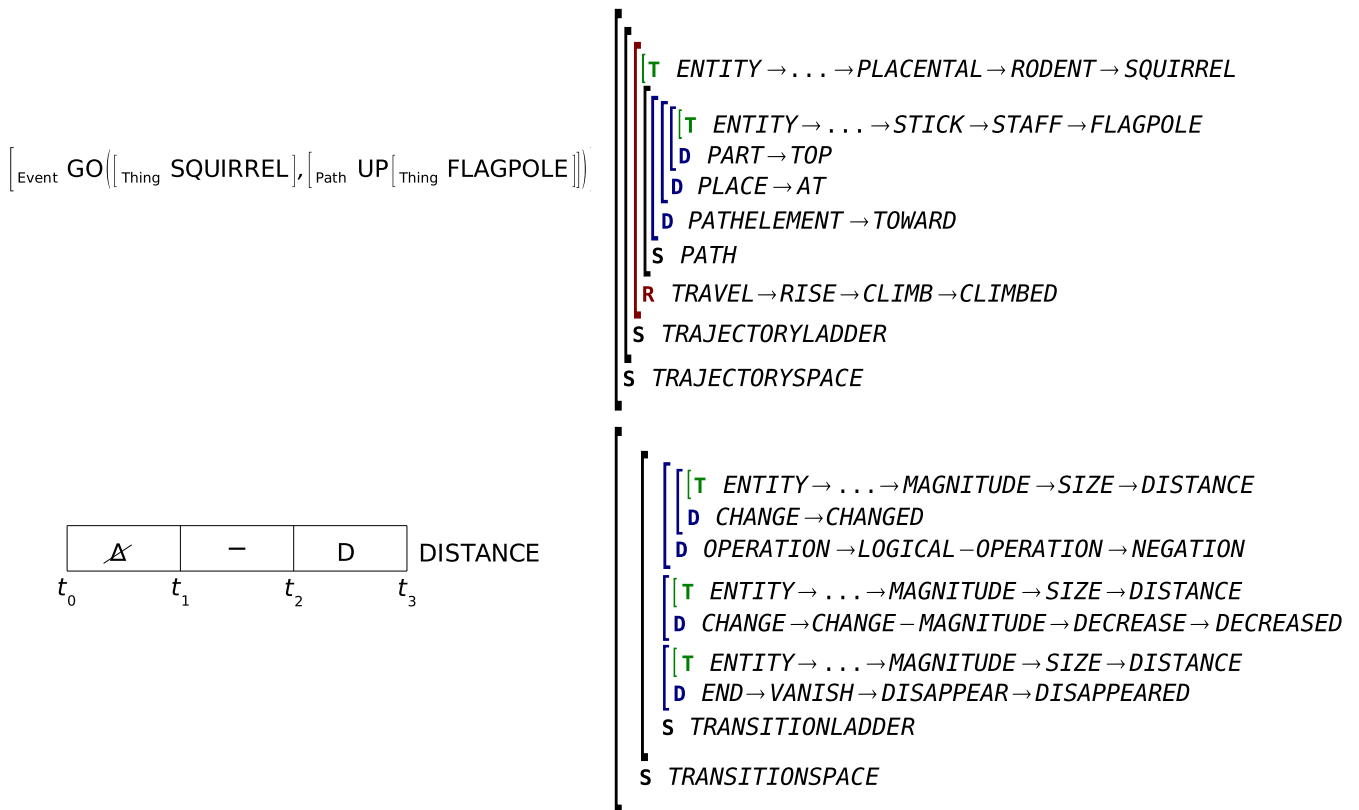 [Event GO([Thing SQUIRREL],[Path UP[Thing FLAGPOLE]])]
T ENTITY→...→PLACENTAL→RODENT→SQUIRREL
T ENTITY→...→STICK→STAFF→FLAGPOLE
D PART→TOP
D PLACE→AT
D PATHELEMENT→TOWARD
S PATH
R TRAVEL→RISE→CLIMB→CLIMBED
S TRAJECTORYLADDER
S TRAJECTORYSPACE
Δ̸ − D DISTANCE
t0 t1 t2 t3
T ENTITY→...→MAGNITUDE→SIZE→DISTANCE
D CHANGE→CHANGED
D OPERATION→LOGICAL−OPERATION→NEGATION
T ENTITY→...→MAGNITUDE→SIZE→DISTANCE
D CHANGE→CHANGE−MAGNITUDE→DECREASE→DECREASED
T ENTITY→...→MAGNITUDE→SIZE→DISTANCE
D END→VANISH→DISAPPEAR→DISAPPEARED
S TRANSITIONLADDER
S TRANSITIONSPACE